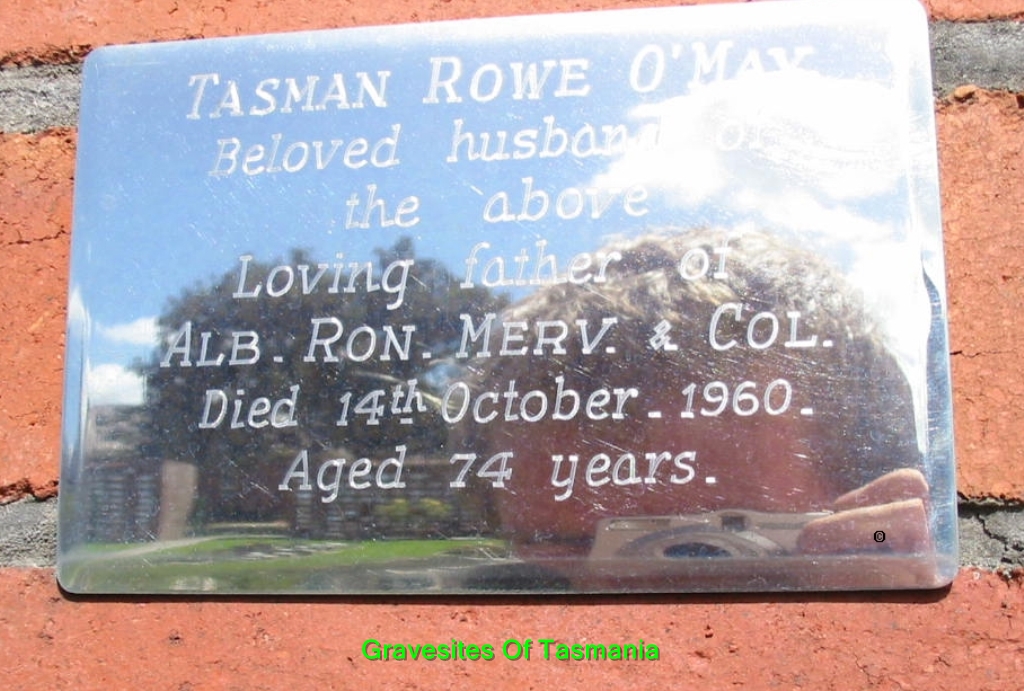 TASMAN ROWE O'MAY.
Beloved husband of
the above
Loving father of
ALB. RON. MERV. & COL.
Died 14th October. 1960.
Aged 74 years.
©
Gravesites Of Tasmania